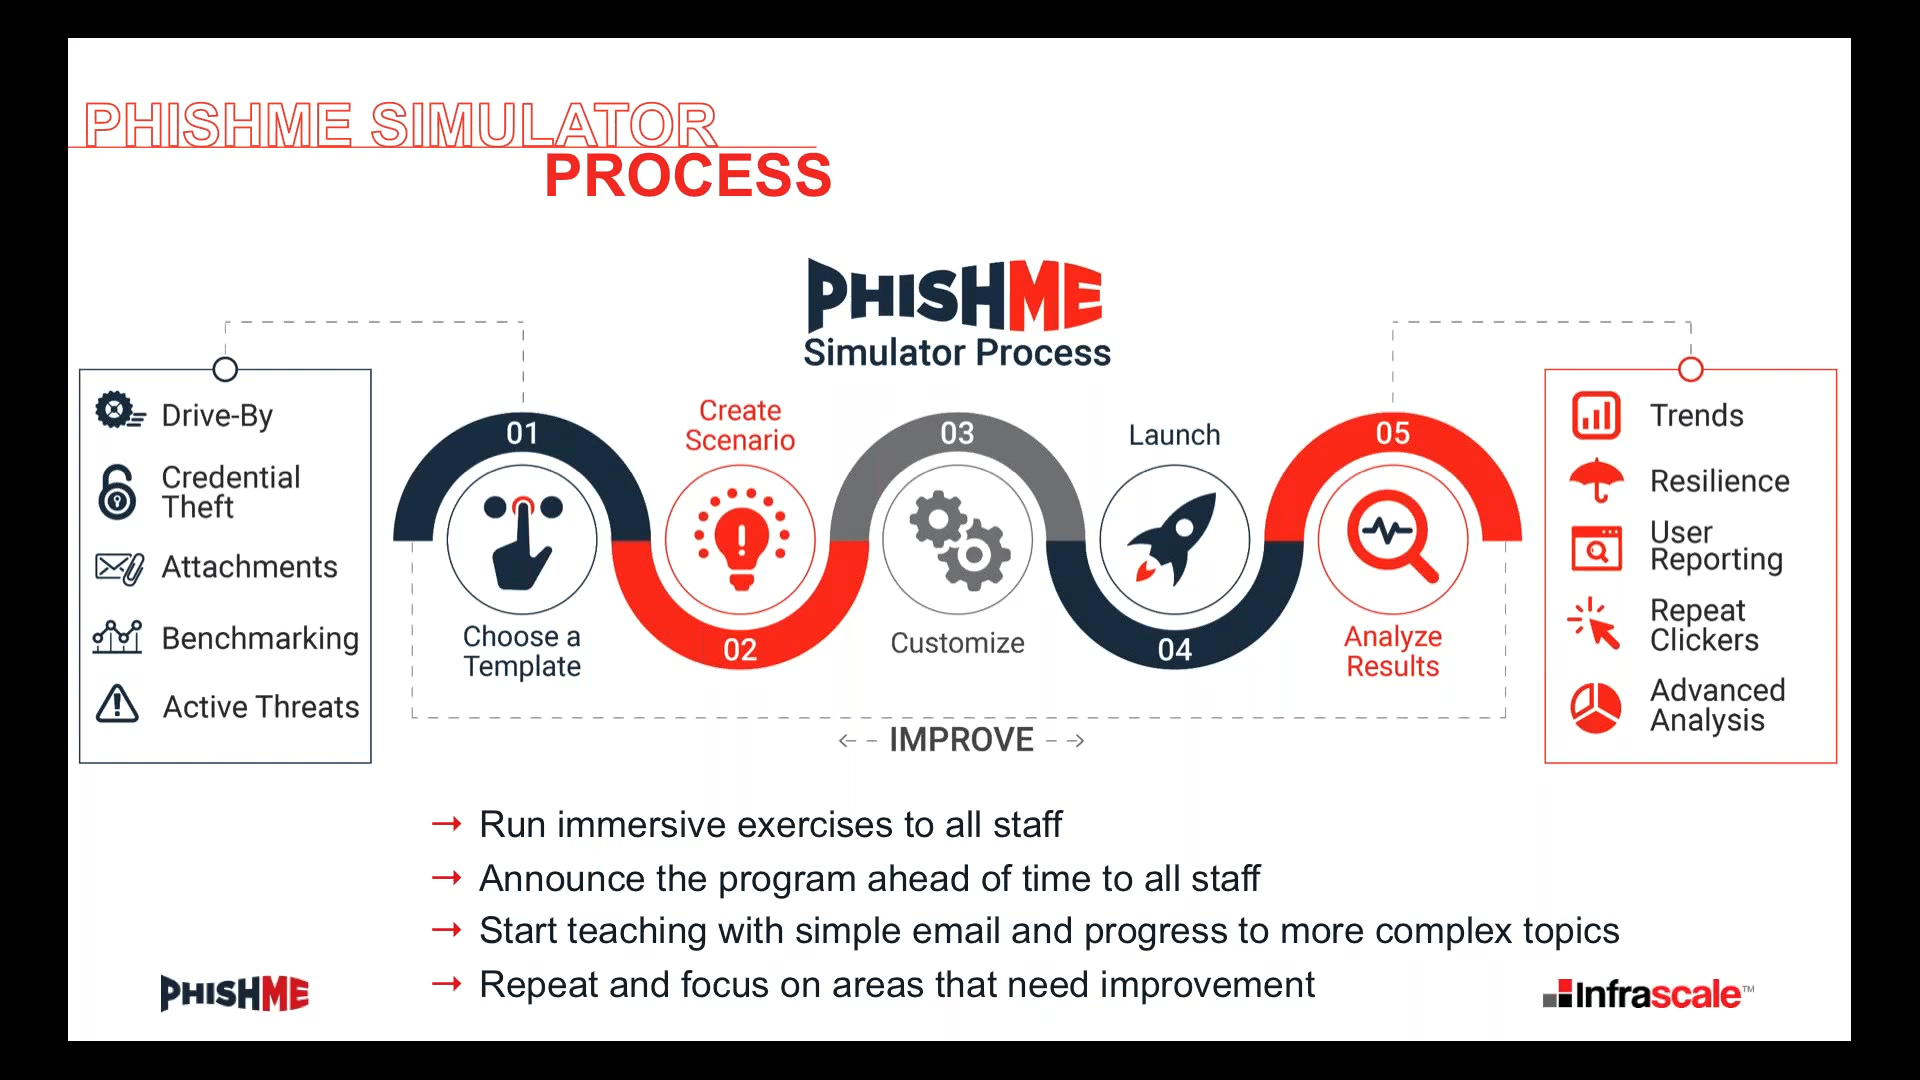 PHISHME SIMULATOR
PROCESS
PHISHME
Simulator Process
Drive-By
Credential
Theft
Attachments
Benchmarking
Active Threats
01
Choose a
Template
Create
Scenario
02
03
Customize
Launch
04
05
Analyze
Results
Trends
Resilience
User
Reporting
Repeat
Clickers
Advanced
Analysis
IMPROVE
→ Run immersive exercises to all staff
→ Announce the program ahead of time to all staff
→ Start teaching with simple email and progress to more complex topics
→ Repeat and focus on areas that need improvement
PHISHME
Infrascale™